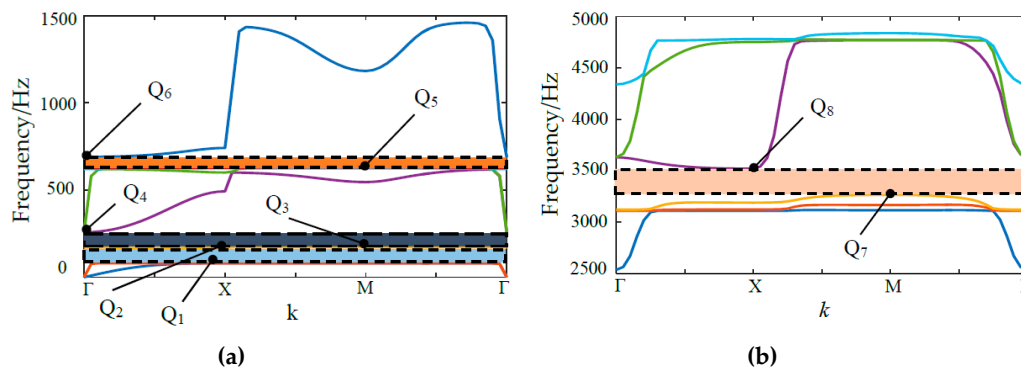 1500
1000
500
0
Frequency/Hz
Q6
Q5
Q4
Q3
Q2
Q1
Γ
X
M
Γ
k
(a)
5000
4500
4000
3500
3000
2500
Frequency/Hz
Q8
Q7
Γ
X
M
k
(b)